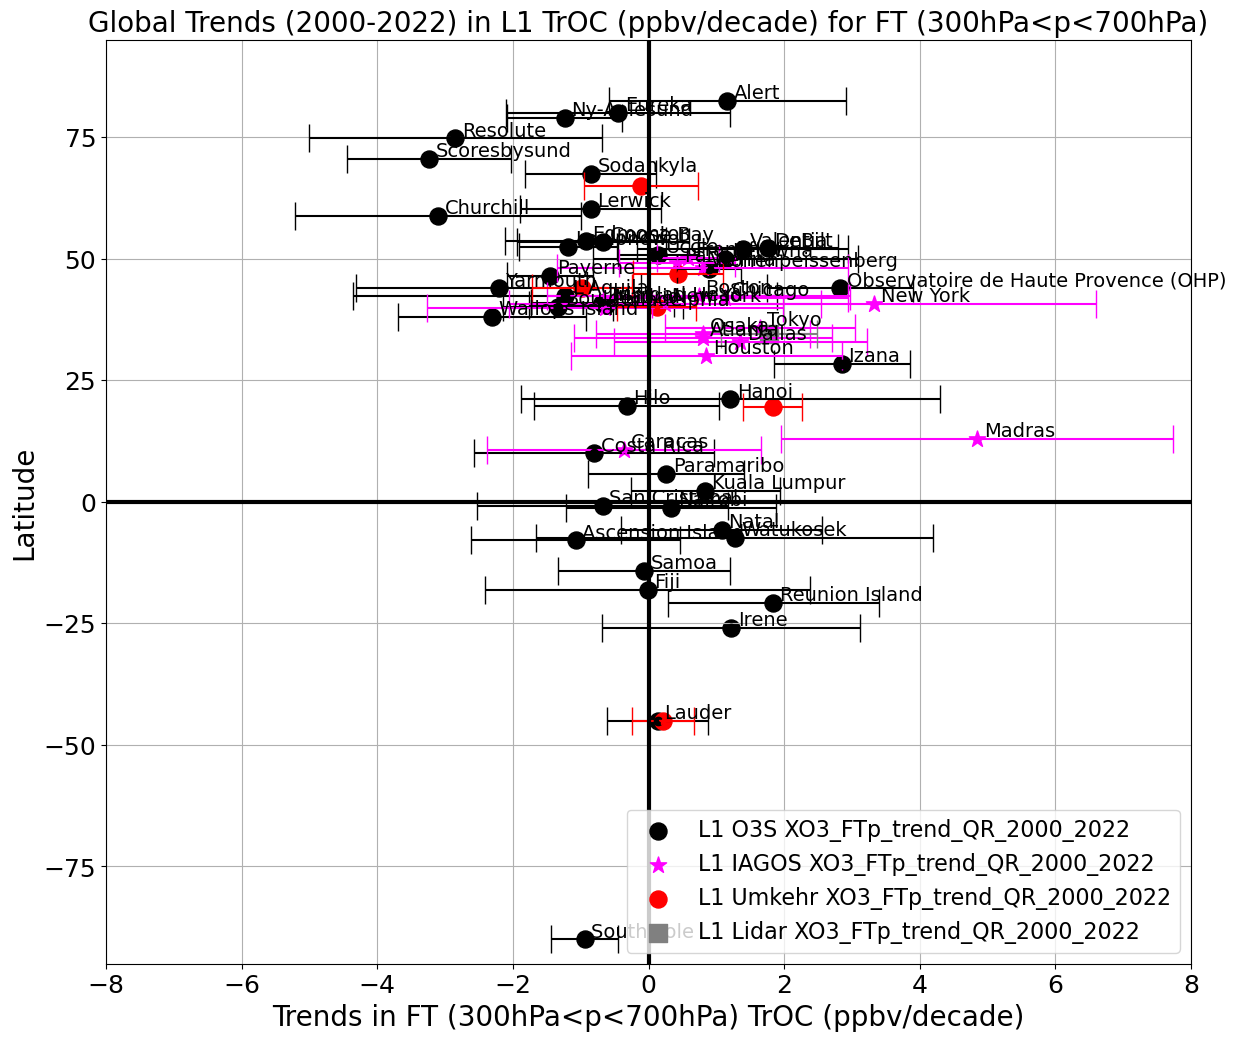 Global Trends (2000-2022) in L1 TrOC (ppbv/decade) for FT (300hPa<p<700hPa)
Alert
Eureka
Ny-Alesund
Resolute
Scoresbysund
Sodankyla
Lerwick
Churchill
Edmonton
Goose Bay
Uccle
DeBilt
Valentia
Hohenpeissenberg
Payerne
Observatoire de Haute Provence (OHP)
Boston
Chicago
New York
L'Aquila
Wallops Island
Tokyo
Osaka
Atlanta
Dallas
Houston
Izana
Hanoi
Hilo
Madras
Caracas
Costa Rica
Paramaribo
Kuala Lumpur
San Cristobal
Nairobi
Natal
Watukosek
Ascension Island
Samoa
Fiji
Reunion Island
Irene
Lauder
South Pole
75
50
25
0
−25
−50
−75
Latitude
L1 O3S XO3_FTp_trend_QR_2000_2022
L1 IAGOS XO3_FTp_trend_QR_2000_2022
L1 Umkehr XO3_FTp_trend_QR_2000_2022
L1 Lidar XO3_FTp_trend_QR_2000_2022
−8 −6 −4 −2 0 2 4 6 8
Trends in FT (300hPa<p<700hPa) TrOC (ppbv/decade)